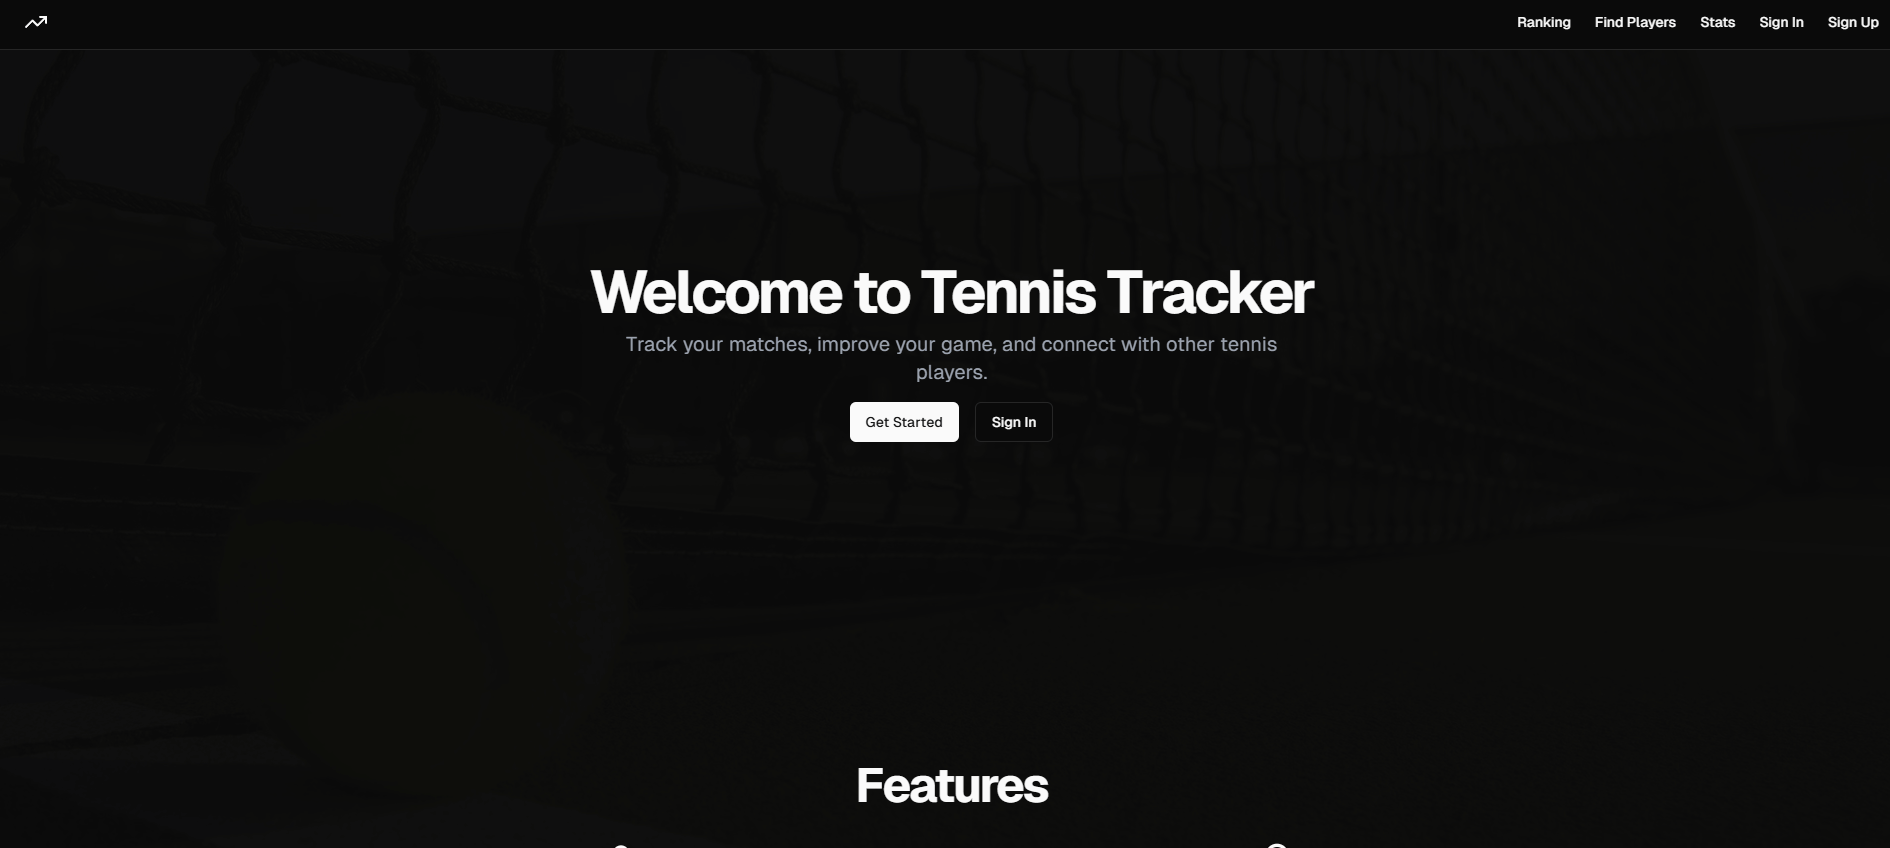 Ranking Find Players Stats Sign In Sign Up
Welcome to Tennis Tracker
Track your matches, improve your game, and connect with other tennis
players.
Get Started Sign In
Features